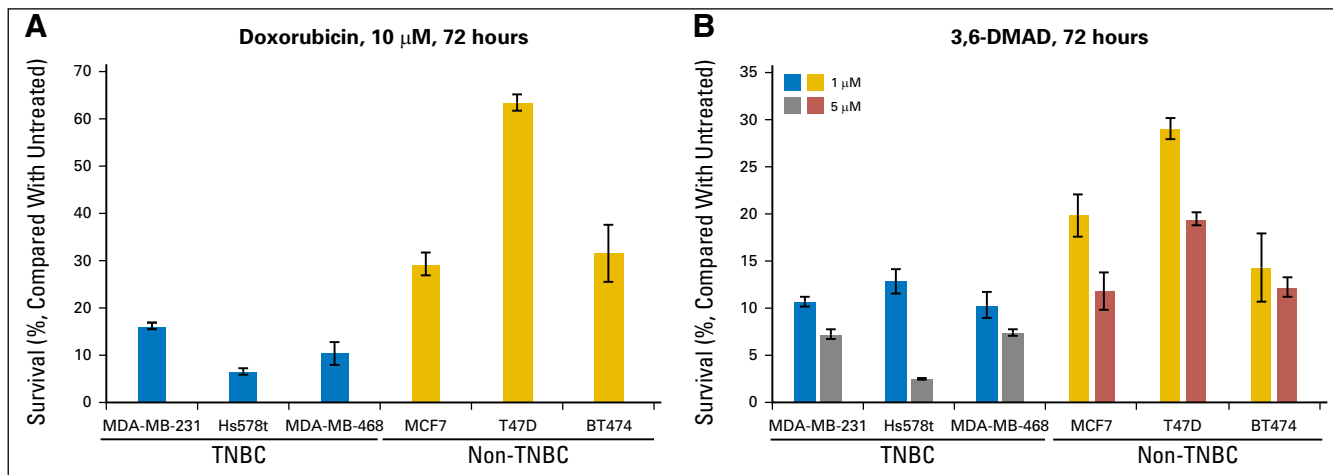 A
Doxorubicin, 10 μM, 72 hours
Survival (%, Compared With Untreated)
70
60
50
40
30
20
10
0
MDA-MB-231 Hs578t MDA-MB-468 MCF7 T47D BT474
TNBC Non-TNBC
B
3,6-DMAD, 72 hours
Survival (%, Compared With Untreated)
35
30
25
20
15
10
5
0
1 μM
5 μM
MDA-MB-231 Hs578t MDA-MB-468 MCF7 T47D BT474
TNBC Non-TNBC